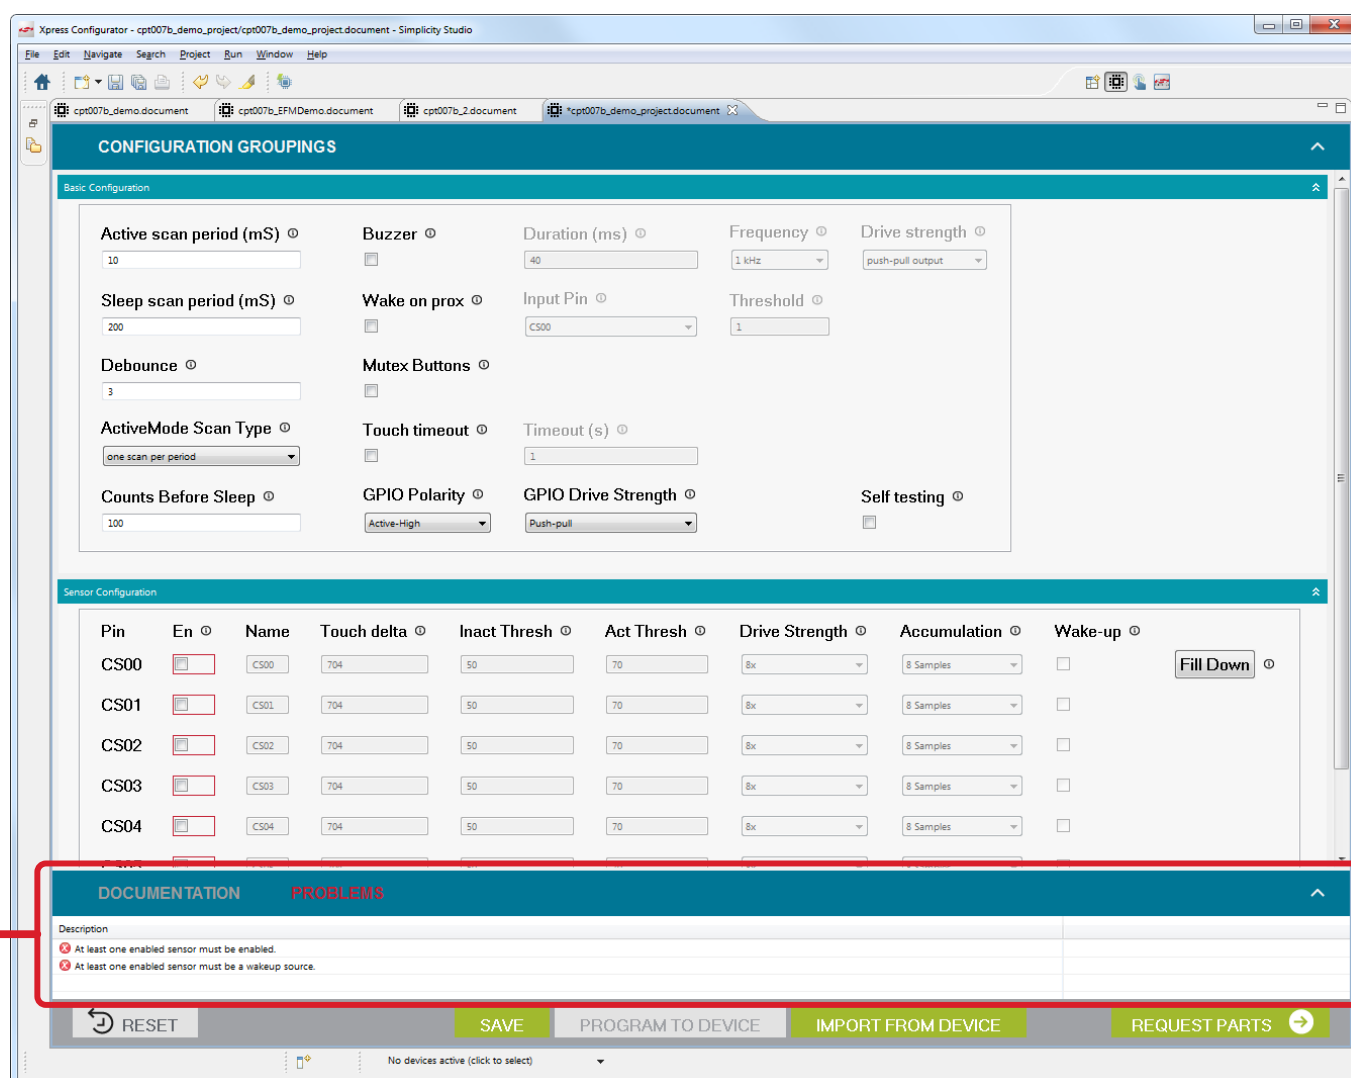 Xpress Configurator - cpt007b_demo_project/cpt007b_demo_project.document - Simplicity Studio
File Edit Navigate Search Project Run Window Help
cpt007b_demo.document cpt007b_EFMDemo.document cpt007b_2.document *cpt007b_demo_project.document
CONFIGURATION GROUPINGS
Basic Configuration
Active scan period (mS) Buzzer Duration (ms) Frequency Drive strength
10 40 1 kHz push-pull output
Sleep scan period (mS) Wake on prox Input Pin Threshold
200 CS00 1
Debounce Mutex Buttons
3
ActiveMode Scan Type Touch timeout Timeout (s)
one scan per period 1
Counts Before Sleep GPIO Polarity GPIO Drive Strength Self testing
100 Active-High Push-pull
Sensor Configuration
Pin En Name Touch delta Inact Thresh Act Thresh Drive Strength Accumulation Wake-up
CS00 CS00 704 50 70 8x 8 Samples Fill Down
CS01 CS01 704 50 70 8x 8 Samples
CS02 CS02 704 50 70 8x 8 Samples
CS03 CS03 704 50 70 8x 8 Samples
CS04 CS04 704 50 70 8x 8 Samples
DOCUMENTATION PROBLEMS
Description
At least one enabled sensor must be enabled.
At least one enabled sensor must be a wakeup source.
RESET SAVE PROGRAM TO DEVICE IMPORT FROM DEVICE REQUEST PARTS
No devices active (click to select)